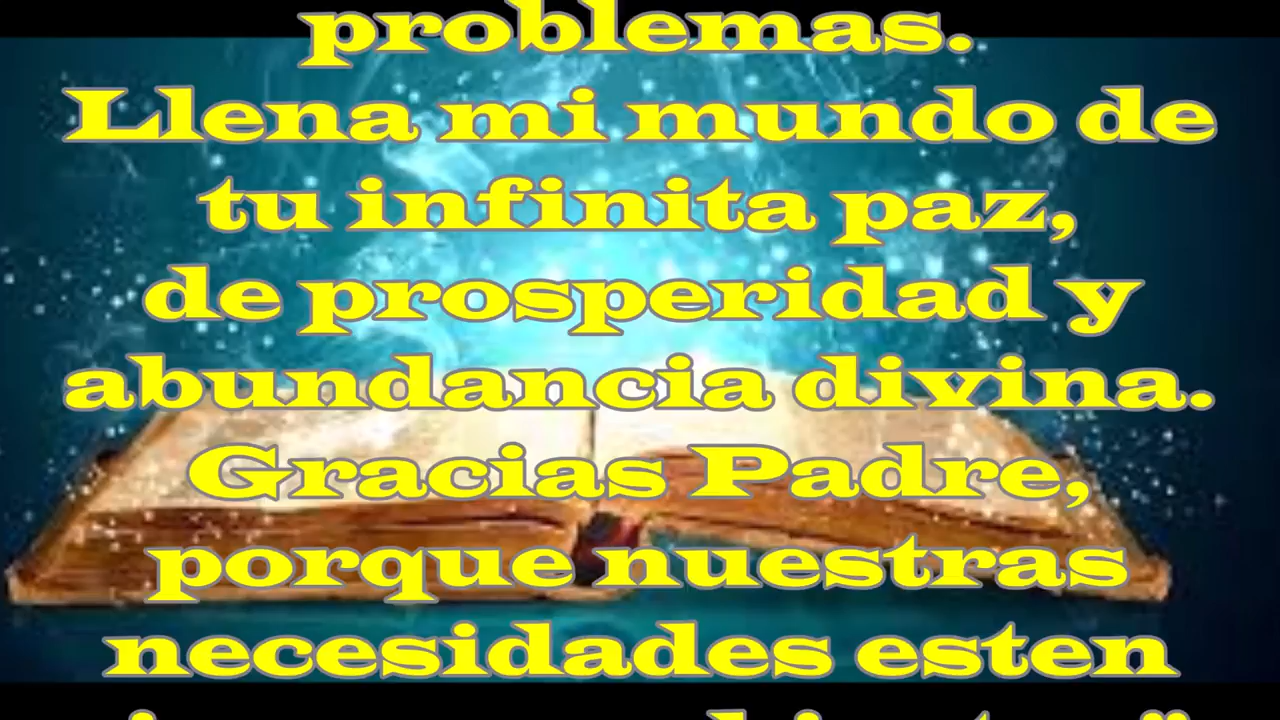 problemas.
Llena mi mundo de
tu infinita paz,
de prosperidad y
abundancia divina.
Gracias Padre,
porque nuestras
necesidades esten